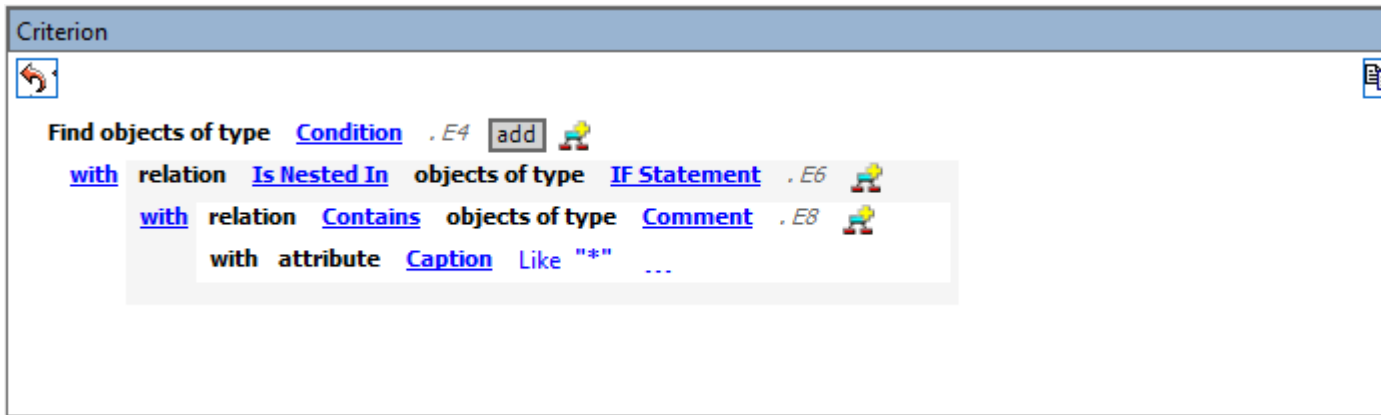 Criterion
Find objects of type Condition . E4 add
with relation Is Nested In objects of type IF Statement . E6
with relation Contains objects of type Comment . E8
with attribute Caption Like "*" ...